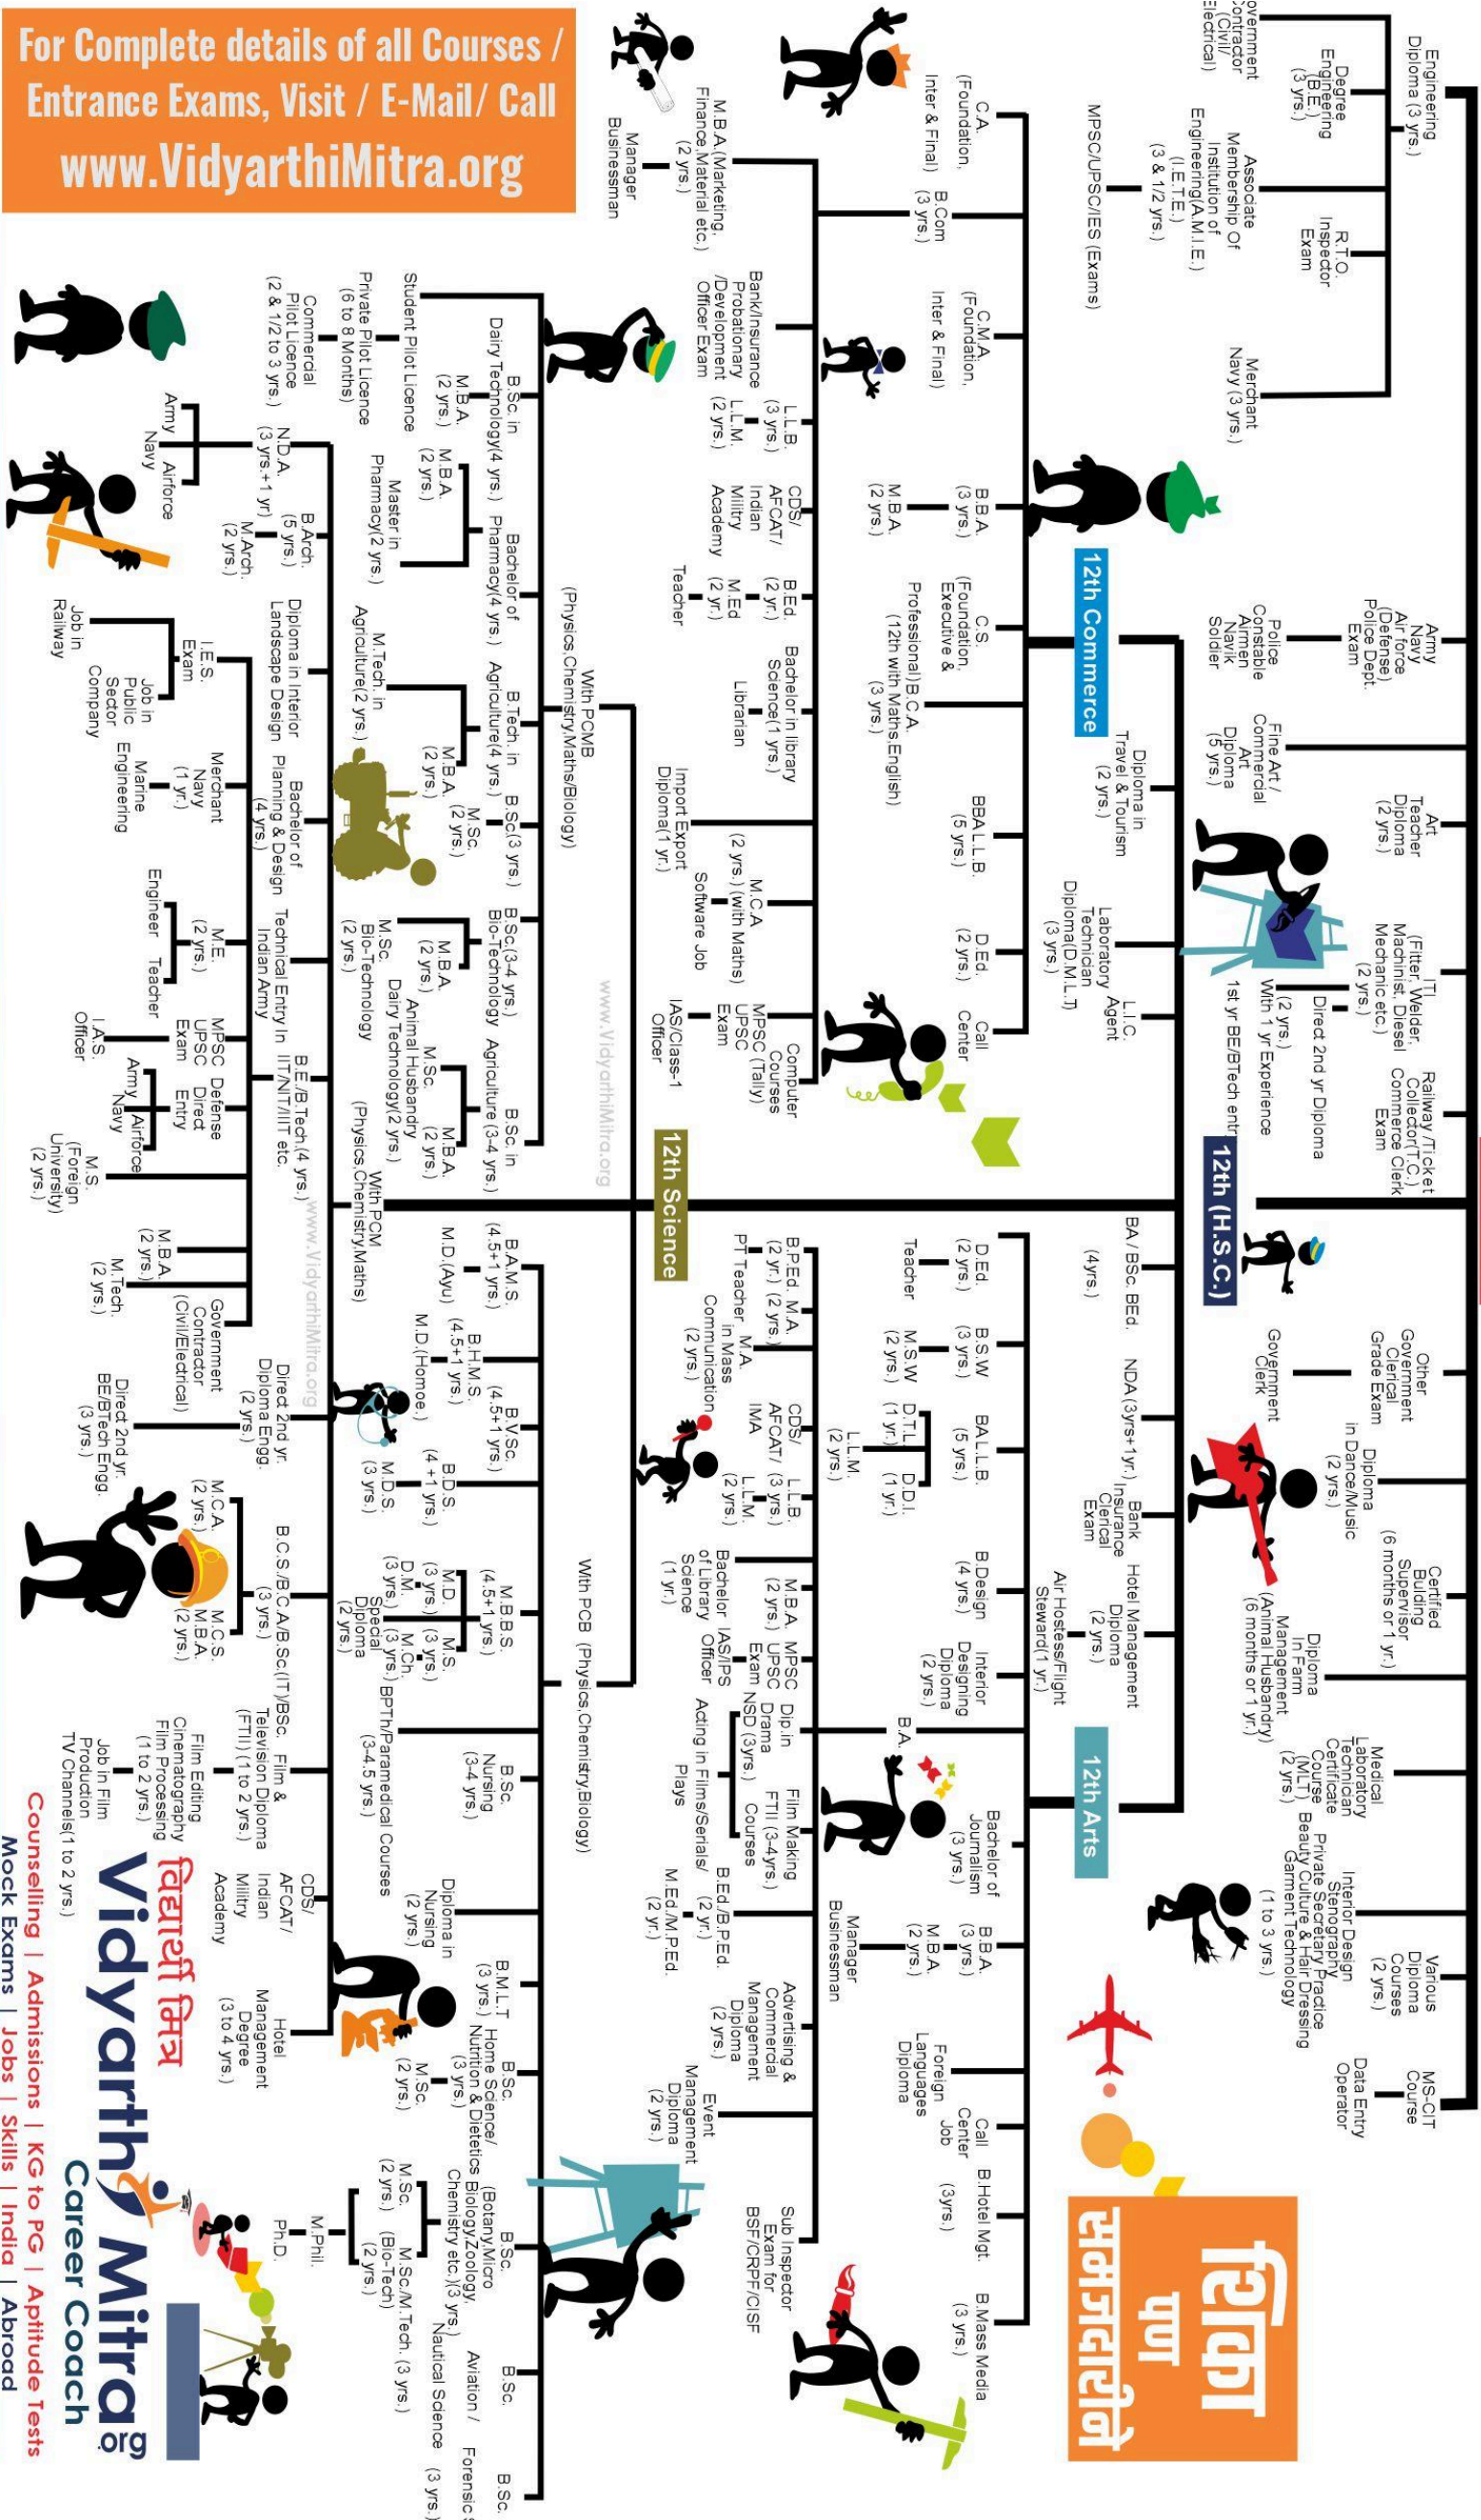 Engineering
Diploma (3 yrs.)
Degree
Engineering
(B.E.)
(3 yrs.)
Associate
Membership Of
Institution of
Engineering(A.M.I.E.)
(I.E.T.E.)
(3 & 1/2 yrs.)
MPSC/UPSC/IES (Exams)
R.T.O.
Inspector
Exam
Merchant
Navy (3 yrs.)
Army
Navy
Air force
(Defense)
Police Dept.
Exam
Police
Constable
Armen
Navik
Soldier
Fine Art /
Commercial
Art
Diploma
(5 yrs.)
Art
Teacher
Diploma
(2 yrs.)
ITI
(Fitter, Welder,
Machinist, Diesel
Mechanic etc.)
(2 yrs.)
Direct 2nd yr Diploma
(2 yrs.)
With 1 yr Experience
1st yr BE/BTech entr
Railway /Ticket
Collector(T.C.)
Commerce Clerk
Exam
Other
Government
Clerical
Grade Exam
Government
Clerk
Diploma
in Dance/Music
(2 yrs.)
Certified
Bulding
Supervisor
(6 months or 1 yr.)
Diploma
In Farm
Management
(Animal Husbandry)
(6 months or 1 yr.)
Medical
Laboratory
Technician
Certificate
Course
(MLT)
(2 yrs.)
Interior Design
Stenography
Private Secretary Practice
Beauty Culture & Hair Dressing
Garment Technology
(1 to 3 yrs.)
Various
Diploma
Courses
(2 yrs.)
MS-CIT
Course
Data Entry
Operator
शिका
पण
समजदारीने
12th (H.S.C.)
Diploma in
Travel & Tourism
(2 yrs.)
Laboratory
Technician
Diploma(D.M.L.T)
(3 yrs.)
L.I.C.
Agent
BA / BSc. BEd.
(4yrs.)
NDA (3yrs+1yr.)
Bank
Insurance
Clerical
Exam
Hotel Management
Diploma
(2 yrs.)
Air Hostess/Flight
Steward(1 yr.)
12th Commerce
C.A.
(Foundation,
Inter & Final)
B.Com
(3 yrs.)
C.M.A.
(Foundation,
Inter & Final)
B.B.A.
(3 yrs.)
M.B.A.
(2 yrs.)
C.S.
(Foundation,
Executive &
Professional)
B.C.A.
(12th with Maths,English)
(3 yrs.)
BBAL.L.B.
(5 yrs.)
D.Ed.
(2 yrs.)
Call
Center
M.B.A.(Marketing,
Finance,Material etc.)
(2 yrs.)
Manager
Businessman
Bank/Insurance
Probationary
/Development
Officer Exam
L.L.B.
(3 yrs.)
L.L.M.
(2 yrs.)
CDS/
AFCAT/
Indian
Militry
Academy
B.Ed.
(2 yr.)
M.Ed
(2 yr.)
Teacher
Bachelor in library
Science(1 yrs.)
Librarian
Import Export
Diploma(1 yr.)
M.C.A
(2 yrs.) (with Maths)
Software Job
Computer
Courses
(Tally)
MPSC
UPSC
Exam
IAS/Class-1
Officer
12th Arts
D.Ed.
(2 yrs.)
Teacher
B.S.W
(3 yrs.)
M.S.W
(2 yrs.)
BAL.L.B.
(5 yrs.)
D.T.L.
(1 yr.)
D.D.I.
(1 yr.)
L.L.M.
(2 yrs.)
B.Design
(4 yrs.)
Interior
Designing
Diploma
(2 yrs.)
B.A.
Bachelor of
Journalism
(3 yrs.)
B.B.A.
(3 yrs.)
M.B.A.
(2 yrs.)
Manager
Businessman
Foreign
Languages
Diploma
Call
Center
Job
B.Hotel Mgt.
(3yrs.)
B.Mass Media
(3 yrs.)
B.P.Ed.
(2 yr.)
PT Teacher
M.A.
(2 yrs.)
M.A.
in Mass
Communication
(2 yrs.)
CDS/
AFCAT/
IMA
L.L.B.
(3 yrs.)
L.L.M.
(2 yrs.)
Bachelor
of Library
Science
(1 yr.)
M.B.A.
(2 yrs.)
MPSC
UPSC
Exam
IAS/IPS
Officer
Dip.in
Drama
NSD (3yrs.)
Film Making
FTII (3-4yrs.)
Courses
Acting in Films/Serials/
Plays
B.Ed./B.P.Ed.
(2 yr.)
M.Ed./M.P.Ed.
(2 yr.)
Advertising &
Commercial
Management
Diploma
(2 yrs.)
Event
Management
Diploma
(2 yrs.)
Sub Inspector
Exam for
BSF/CRPF/CISF
12th Science
www.VidyarthiMitra.org
With PCMB
(Physics,Chemistry,Maths/Biology)
Student Pilot Licence
Private Pilot Licence
(6 to 8 Months)
Commercial
Pilot Licence
(2 & 1/2 to 3 yrs.)
B.Sc. in
Dairy Technology(4 yrs.)
M.B.A.
(2 yrs.)
Bachelor of
Pharmacy(4 yrs.)
M.B.A.
(2 yrs.)
Master in
Pharmacy(2 yrs.)
B.Tech. in
Agriculture(4 yrs.)
M.Tech. in
Agriculture(2 yrs.)
M.B.A.
(2 yrs.)
B.Sc(3 yrs.)
M.Sc.
(2 yrs.)
B.Sc.(3-4 yrs.)
Bio-Technology
M.B.A.
(2 yrs.)
M.Sc.
Bio-Technology
(2 yrs.)
B.Sc. in
Agriculture (3-4 yrs.)
M.Sc.
Animal Husbandry
Dairy Technology(2 yrs.)
M.B.A.
(2 yrs.)
With PCB (Physics,Chemistry,Biology)
B.A.M.S.
(4.5+1 yrs.)
M.D.(Ayu)
B.H.M.S.
(4.5+1 yrs.)
M.D.(Homoe.)
B.V.Sc.
(4.5+1yrs.)
B.D.S.
(4 +1 yrs.)
M.D.S.
(3 yrs.)
M.B.B.S.
(4.5+1 yrs.)
M.D.
(3 yrs.)
M.S.
(3 yrs.)
D.M.
(3 yrs.)
M.Ch.
(3 yrs.)
Special
Diploma
(2 yrs.)
BPTh/Paramedical Courses
(3-4.5 yrs.)
B.Sc.
Nursing
(3-4 yrs.)
Diploma in
Nursing
(2 yrs.)
B.M.L.T
(3 yrs.)
B.Sc.
Home Science/
Nutrition & Dietetics
(3 yrs.)
M.Sc.
(2 yrs.)
B.Sc.
(Botany,Micro
Biology,Zoology,
Chemistry etc.)(3 yrs.)
M.Sc.
(2 yrs.)
M.Sc./M.Tech. (3 yrs.)
(Bio-Tech)
(2 yrs.)
M.Phil.
Ph.D.
B.Sc.
Aviation /
Nautical Science
(3 yrs.)
B.Sc.
Forensic
With PCM
(Physics,Chemistry,Maths)
www.VidyarthiMitra.org
N.D.A.
(3 yrs.+1 yr)
Army Airforce
Navy
B.Arch.
(5 yrs.)
M.Arch.
(2 yrs.)
Diploma in Interior
Landscape Design
Bachelor of
Planning & Design
(4 yrs.)
Technical Entry In
Indian Army
B.E./B.Tech.(4 yrs.)
IIT/NIT/IIIT etc.
I.E.S.
Exam
Job in
Railway
Job in
Public
Sector
Company
Merchant
Navy
(1 yr.)
Marine
Engineering
M.E.
(2 yrs.)
Engineer Teacher
MPSC
UPSC
Exam
I.A.S.
Officer
Defense
Direct
Entry
Army Airforce
Navy
M.S.
(Foreign
University)
(2 yrs.)
M.B.A.
(2 yrs.)
M.Tech.
(2 yrs.)
Government
Contractor
(Civil/Electrical)
Direct 2nd yr.
Diploma Engg.
(2 yrs.)
Direct 2nd yr.
BE/BTech Engg.
(3 yrs.)
B.C.S./B.C.A/B.Sc.(IT)/BSc.
(3 yrs.)
M.C.A.
(2 yrs.)
M.C.S.
M.B.A.
(2 yrs.)
Film &
Television Diploma
(FTII) (1 to 2 yrs.)
Film Editing
Cinematography
Film Processing
(1 to 2 yrs.)
Job in Film
Production
TV Channels(1 to 2 yrs.)
CDS/
AFCAT/
Indian
Militry
Academy
Hotel
Management
Degree
(3 to 4 yrs.)
For Complete details of all Courses /
Entrance Exams, Visit / E-Mail/ Call
www.VidyarthiMitra.org
विद्यार्थी मित्र
Vidyarthi Mitra.org
Career Coach
Counselling | Admissions | KG to PG | Aptitude Tests
Mock Exams | Jobs | Skills | India | Abroad